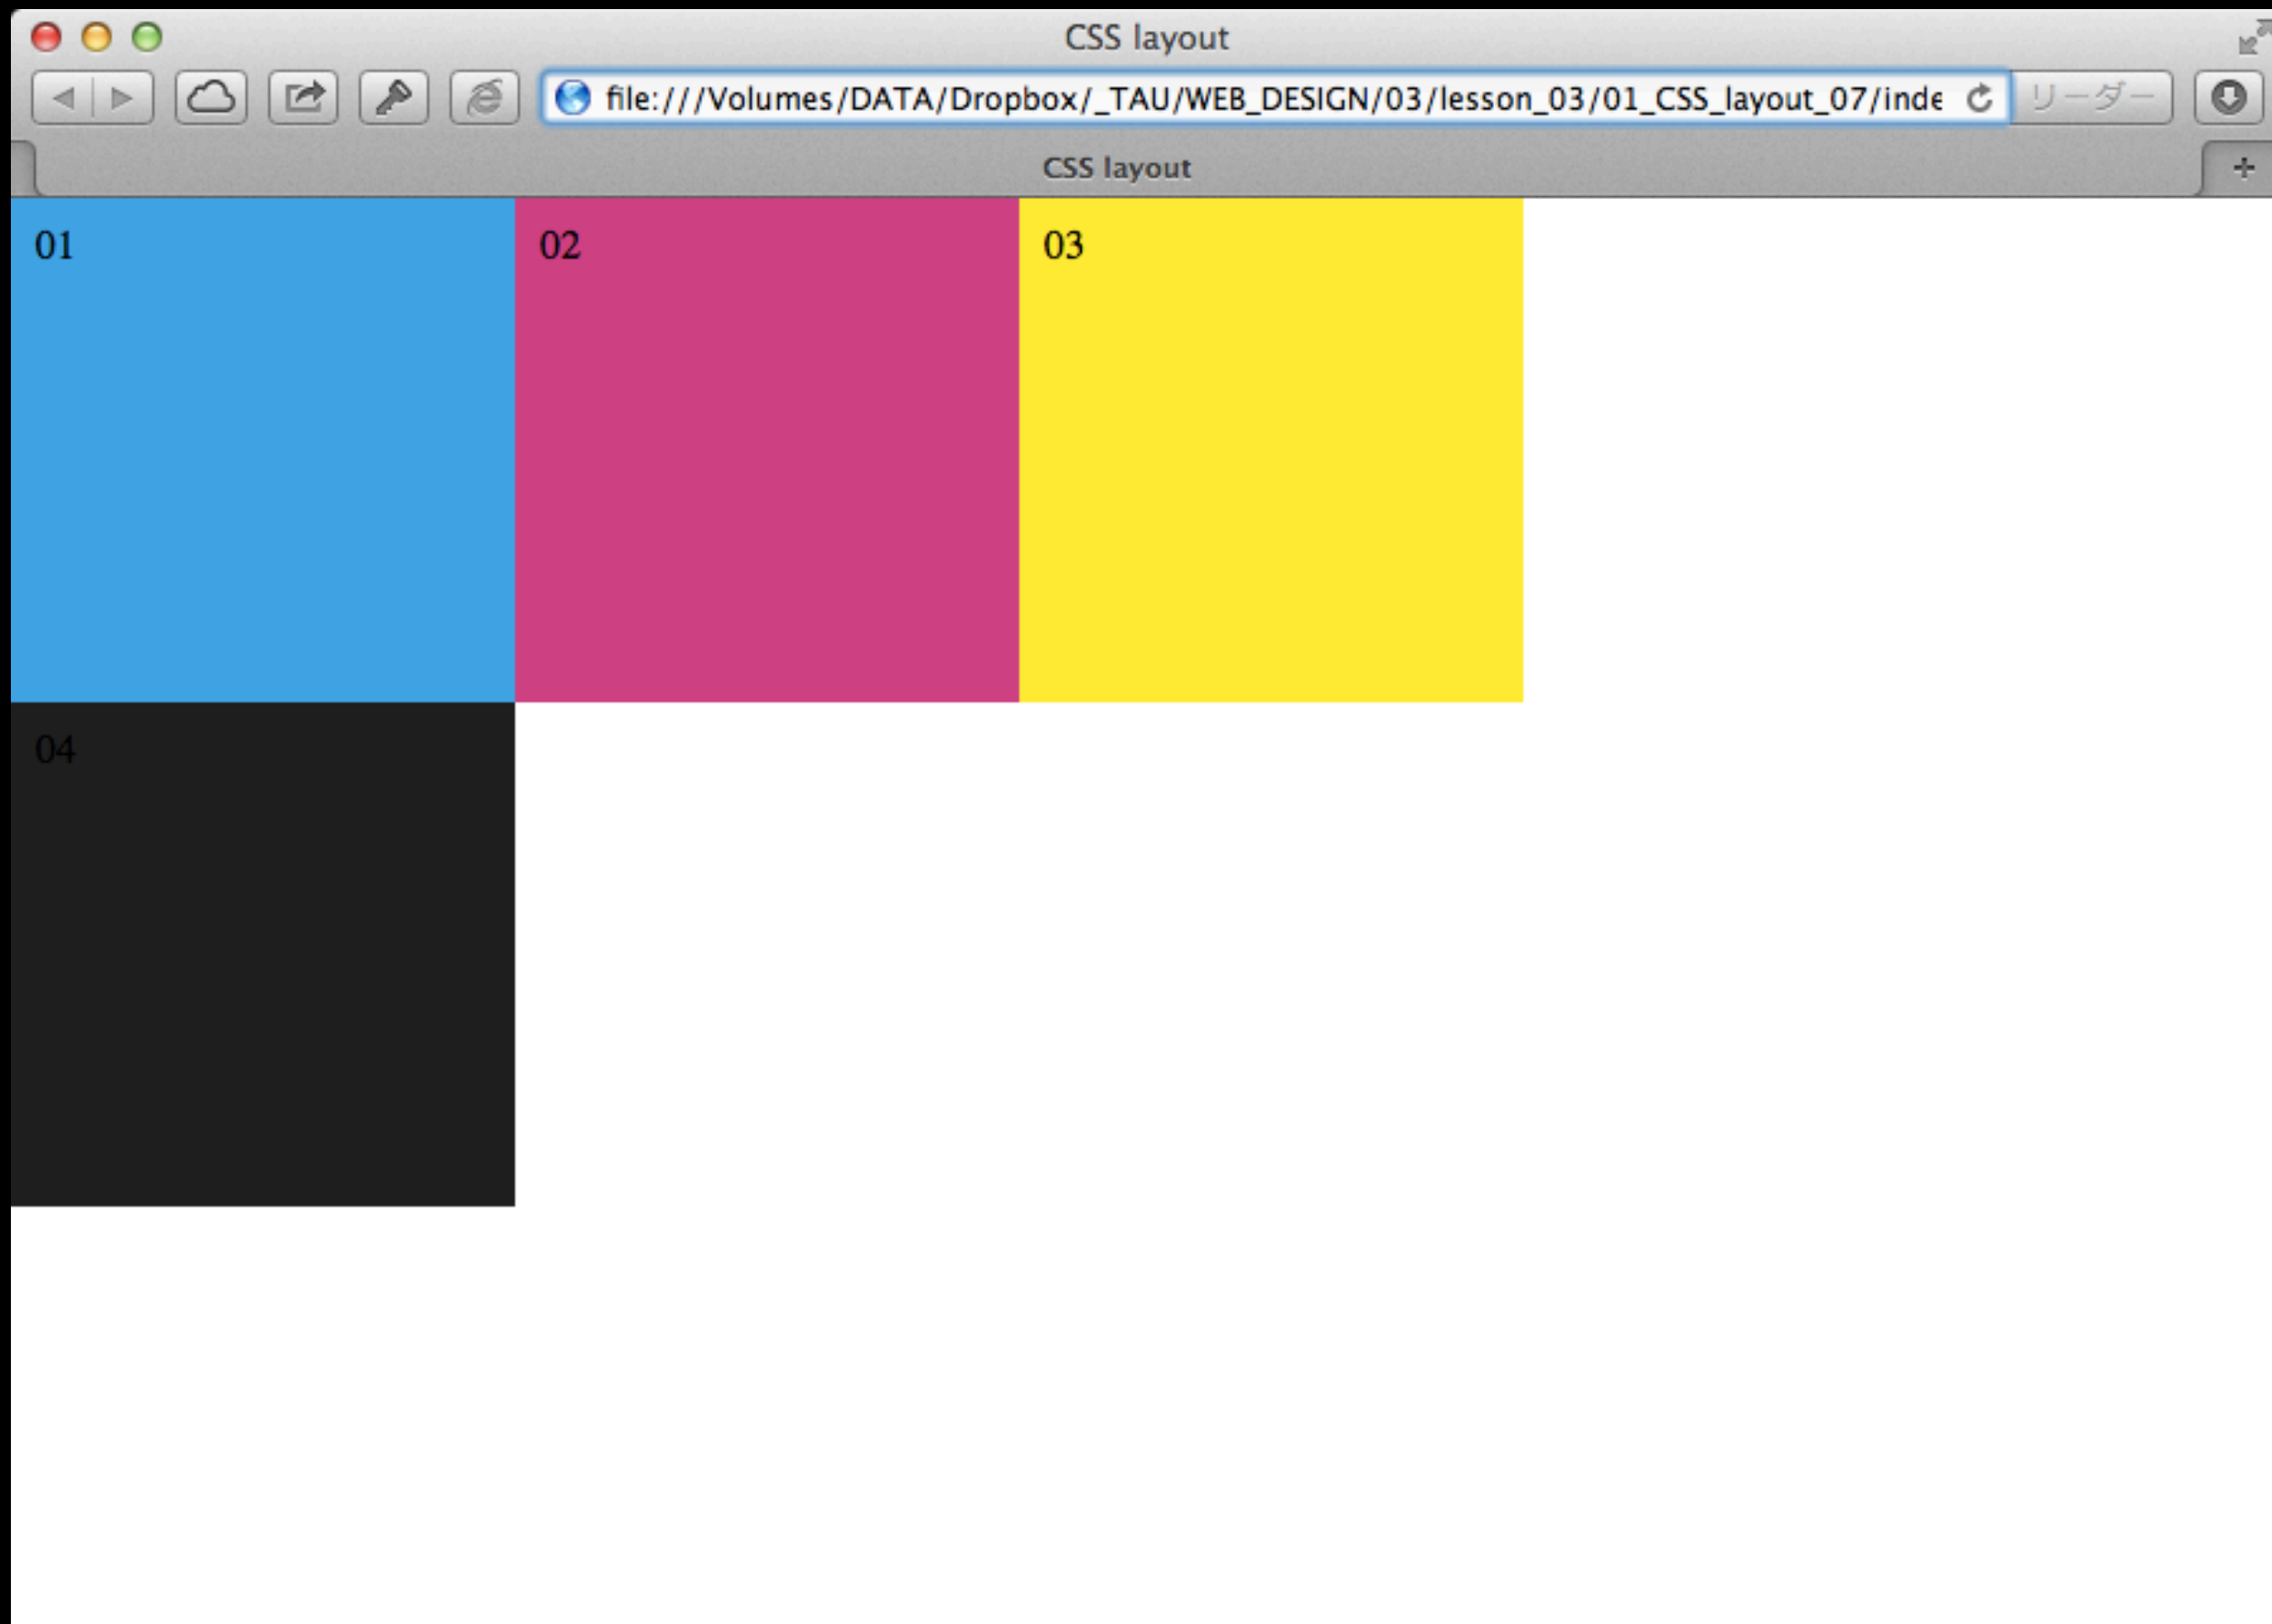 CSS layout
file:///Volumes/DATA/Dropbox/_TAU/WEB_DESIGN/03/lesson_03/01_CSS_layout_07/inde
リーダー
CSS layout
01
02
03
04